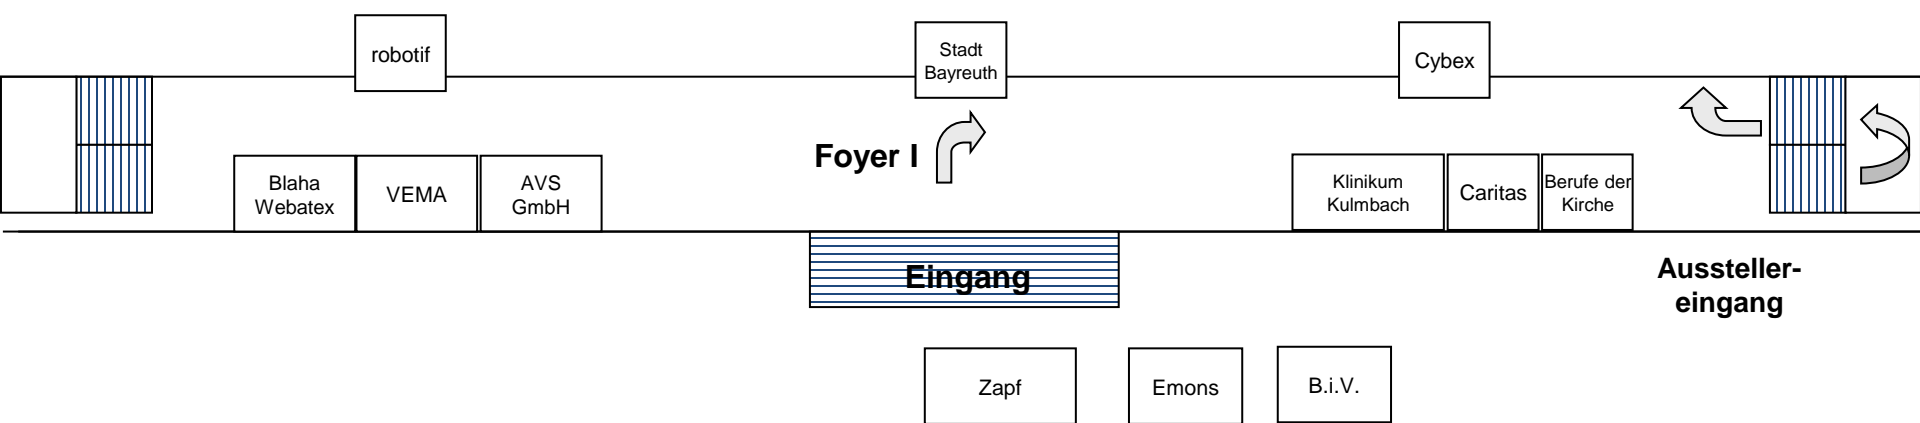 robotif
Stadt
Bayreuth
Cybex
Foyer I
Blaha
Webatex
VEMA
AVS
GmbH
Klinikum
Kulmbach
Caritas
Berufe der
Kirche
Eingang
Aussteller-
eingang
Zapf
Emons
B.i.V.